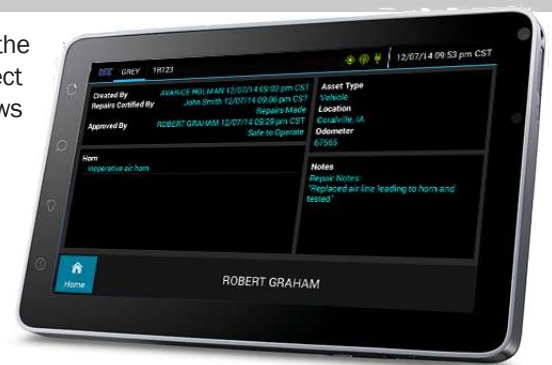 the
ect
ws
GREY TR123
12/07/14 09:53 pm CST
Created By AVARICE HOLMAN 12/07/14 09:02 pm CST
Repairs Certified By John Smith 12/07/14 09:06 pm CST
Repairs Made
Approved By ROBERT GRAHAM 12/07/14 09:29 pm CST
Safe to Operate
Asset Type
Vehicle
Location
Coralville, IA
Odometer
67565
Horn
Inoperative air horn
Notes
Repair Notes:
"Replaced air line leading to horn and
tested"
Home
ROBERT GRAHAM